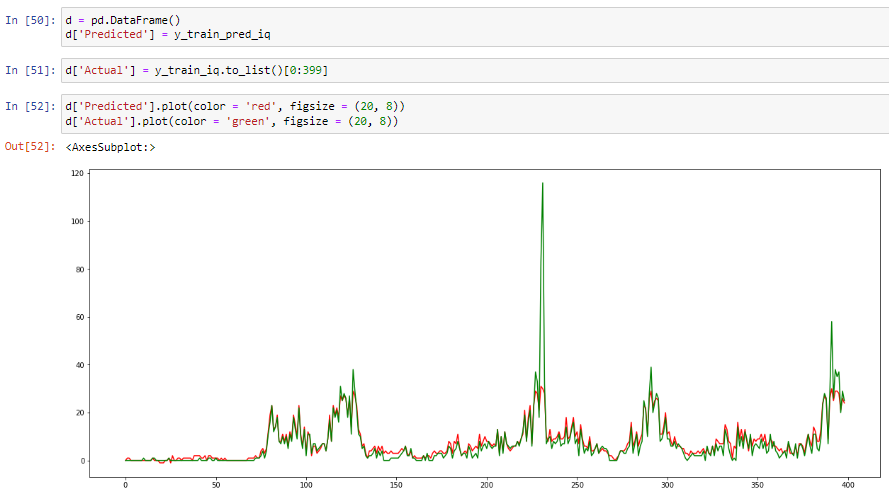 In [50]: d = pd.DataFrame()
d['Predicted'] = y_train_pred_iq
In [51]: d['Actual'] = y_train_iq.to_list()[0:399]
In [52]: d['Predicted'].plot(color = 'red', figsize = (20, 8))
d['Actual'].plot(color = 'green', figsize = (20, 8))
Out[52]: <AxesSubplot:>
120
100
80
60
40
20
0
0 50 100 150 200 250 300 350 400